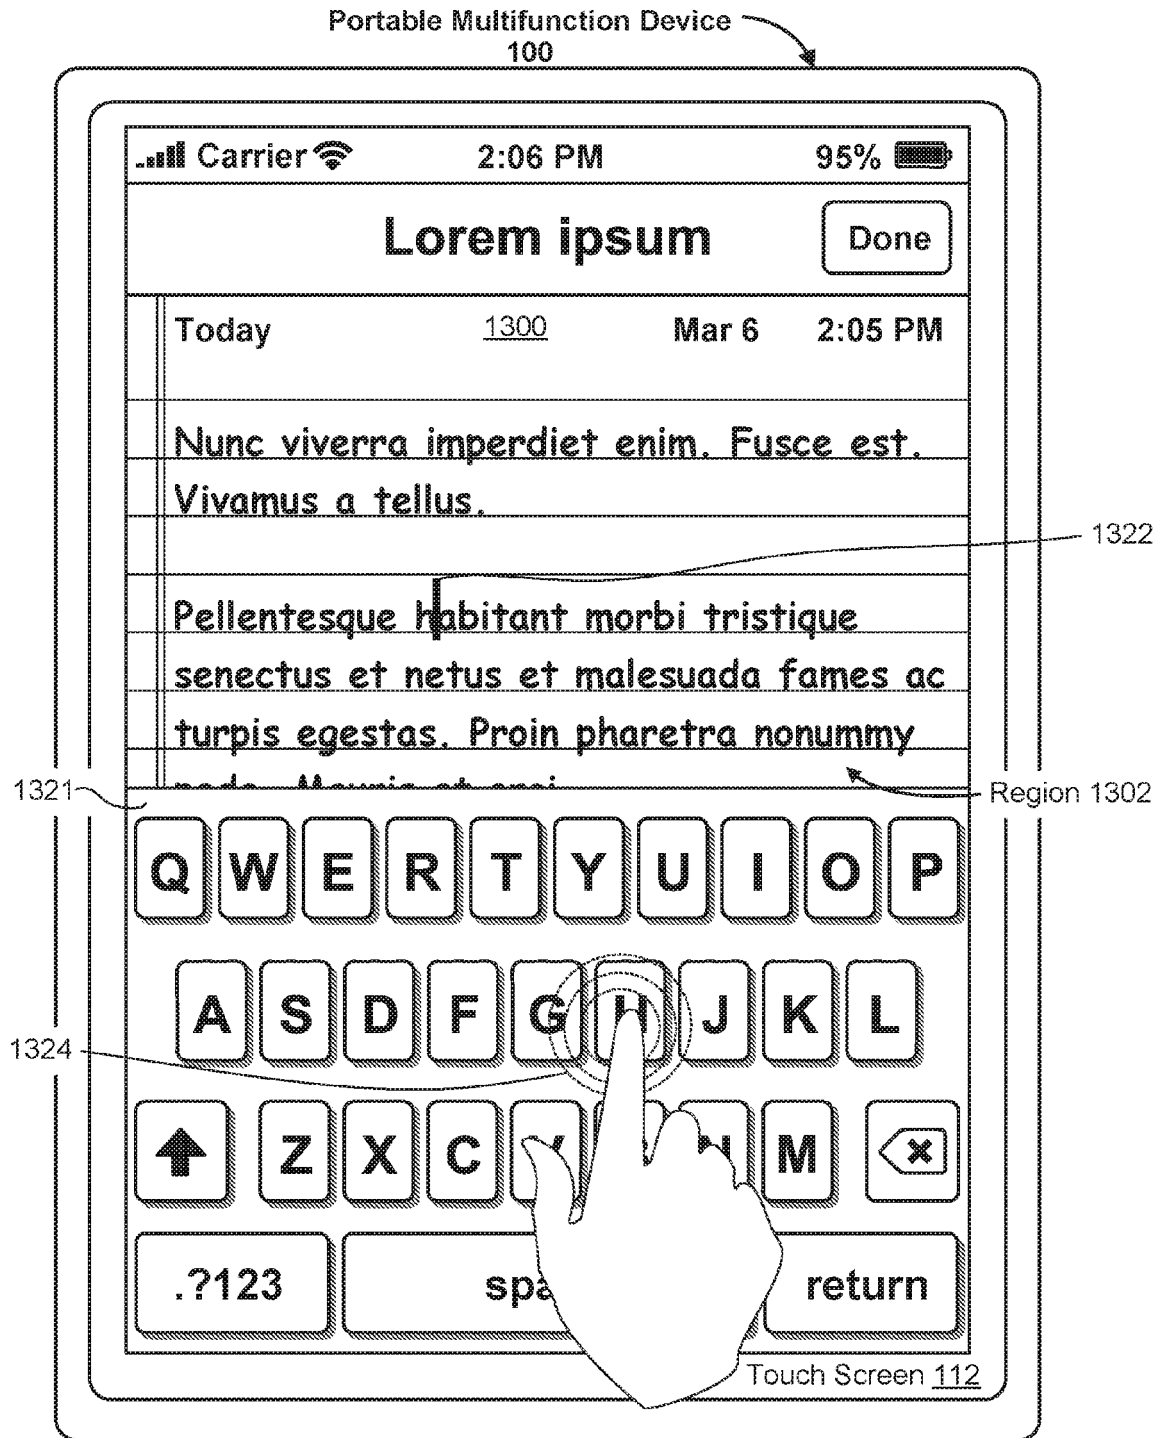 Portable Multifunction Device
100
Carrier 2:06 PM 95%
Lorem ipsum Done
Today 1300 Mar 6 2:05 PM
Nunc viverra imperdiet enim. Fusce est.
Vivamus a tellus.
1322
Pellentesque habitant morbi tristique
senectus et netus et malesuada fames ac
turpis egestas. Proin pharetra nonummy
1321
Region 1302
Q W E R T Y U I O P
A S D F G H J K L
1324
Z X C V N M
.?123 spa return
Touch Screen 112